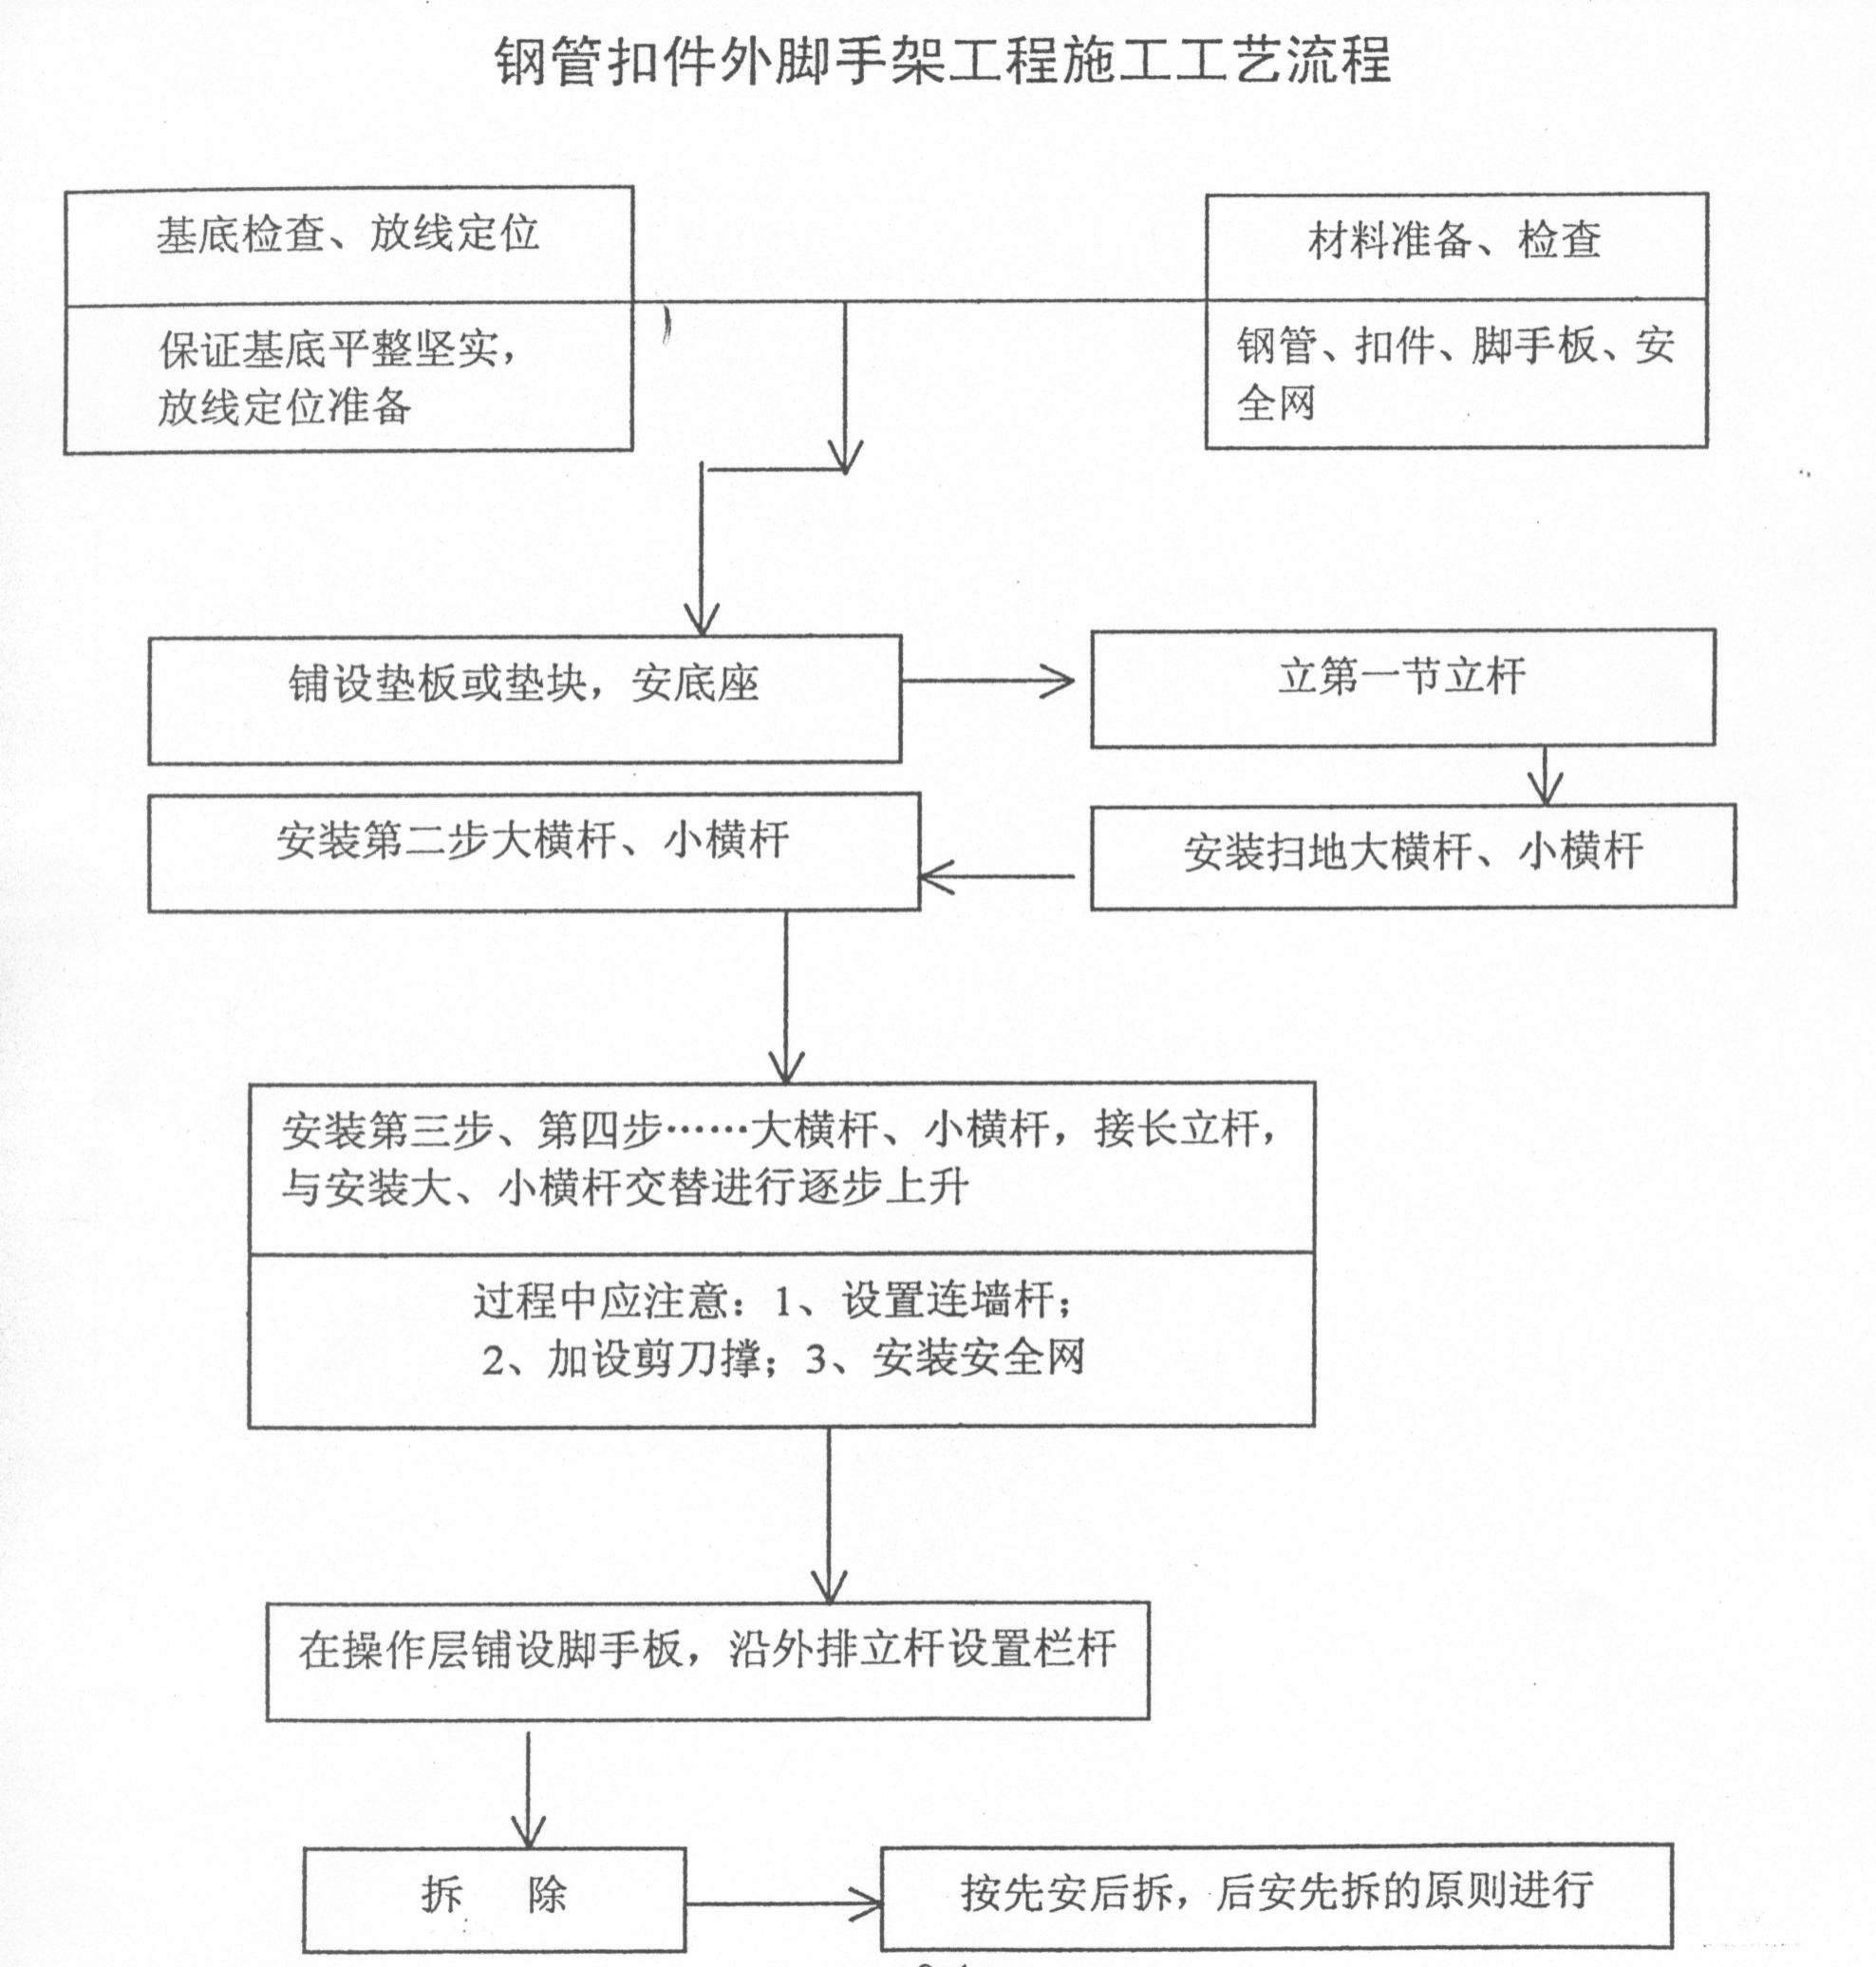 钢管扣件外脚手架工程施工工艺流程
基底检查、放线定位
保证基底平整坚实，
放线定位准备
材料准备、检查
钢管、扣件、脚手板、安
全网
铺设垫板或垫块，安底座
立第一节立杆
安装第二步大横杆、小横杆
安装扫地大横杆、小横杆
安装第三步、第四步……大横杆、小横杆，接长立杆，
与安装大、小横杆交替进行逐步上升
过程中应注意：1、设置连墙杆；
2、加设剪刀撑；3、安装安全网
在操作层铺设脚手板，沿外排立杆设置栏杆
拆 除
按先安后拆，后安先拆的原则进行